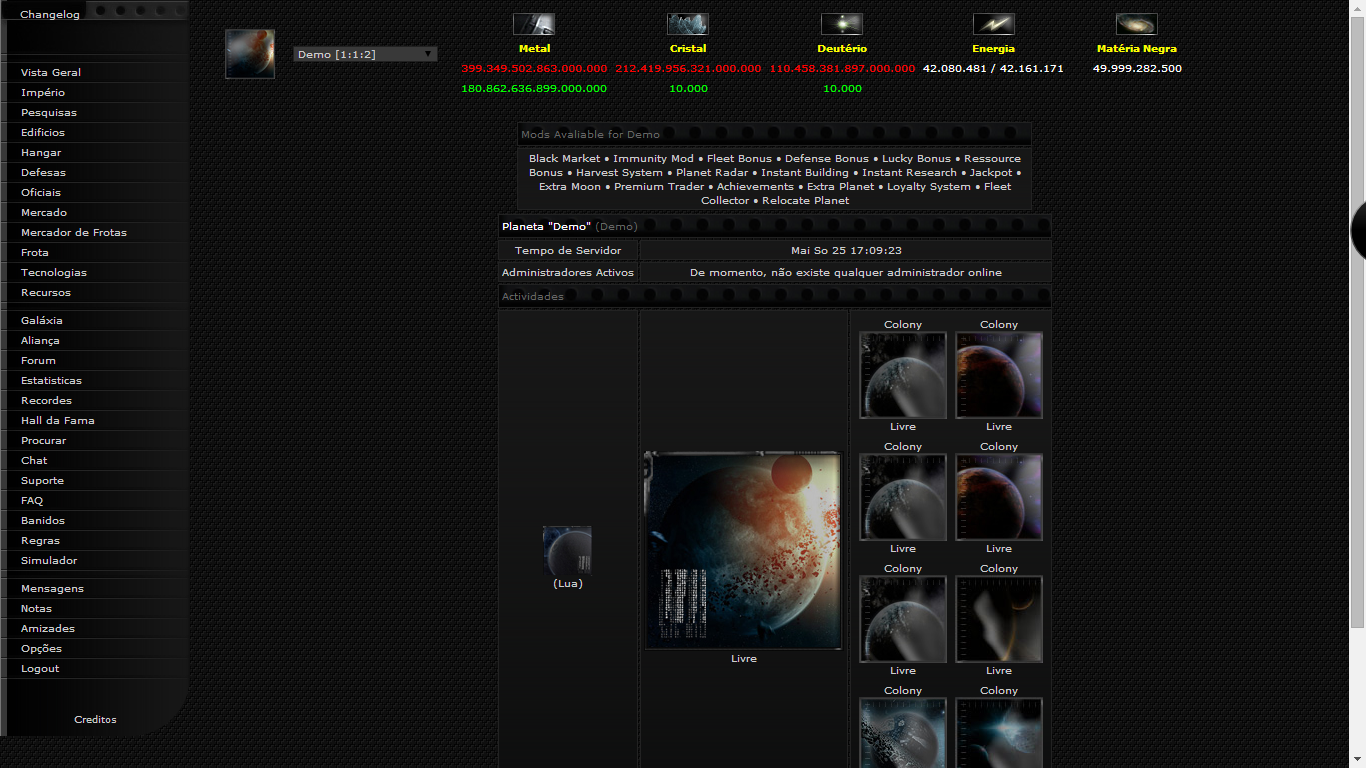 Changelog
Vista Geral
Império
Pesquisas
Edificios
Hangar
Defesas
Oficiais
Mercado
Mercador de Frotas
Frota
Tecnologias
Recursos
Galáxia
Aliança
Forum
Estatisticas
Recordes
Hall da Fama
Procurar
Chat
Suporte
FAQ
Banidos
Regras
Simulador
Mensagens
Notas
Amizades
Opções
Logout
Creditos
Demo [1:1:2]
Metal Cristal Deutério Energia Matéria Negra
399.349.502.863.000.000 212.419.956.321.000.000 110.458.381.897.000.000 42.080.481 / 42.161.171 49.999.282.500
180.862.636.899.000.000 10.000 10.000
Mods Avaliable for Demo
Black Market • Immunity Mod • Fleet Bonus • Defense Bonus • Lucky Bonus • Ressource
Bonus • Harvest System • Planet Radar • Instant Building • Instant Research • Jackpot •
Extra Moon • Premium Trader • Achievements • Extra Planet • Loyalty System • Fleet
Collector • Relocate Planet
Planeta "Demo" (Demo)
Tempo de Servidor Mai So 25 17:09:23
Administradores Activos De momento, não existe qualquer administrador online
Actividades
(Lua)
Livre
Colony Colony
Livre Livre
Colony Colony
Livre Livre
Colony Colony
Livre Livre
Colony Colony